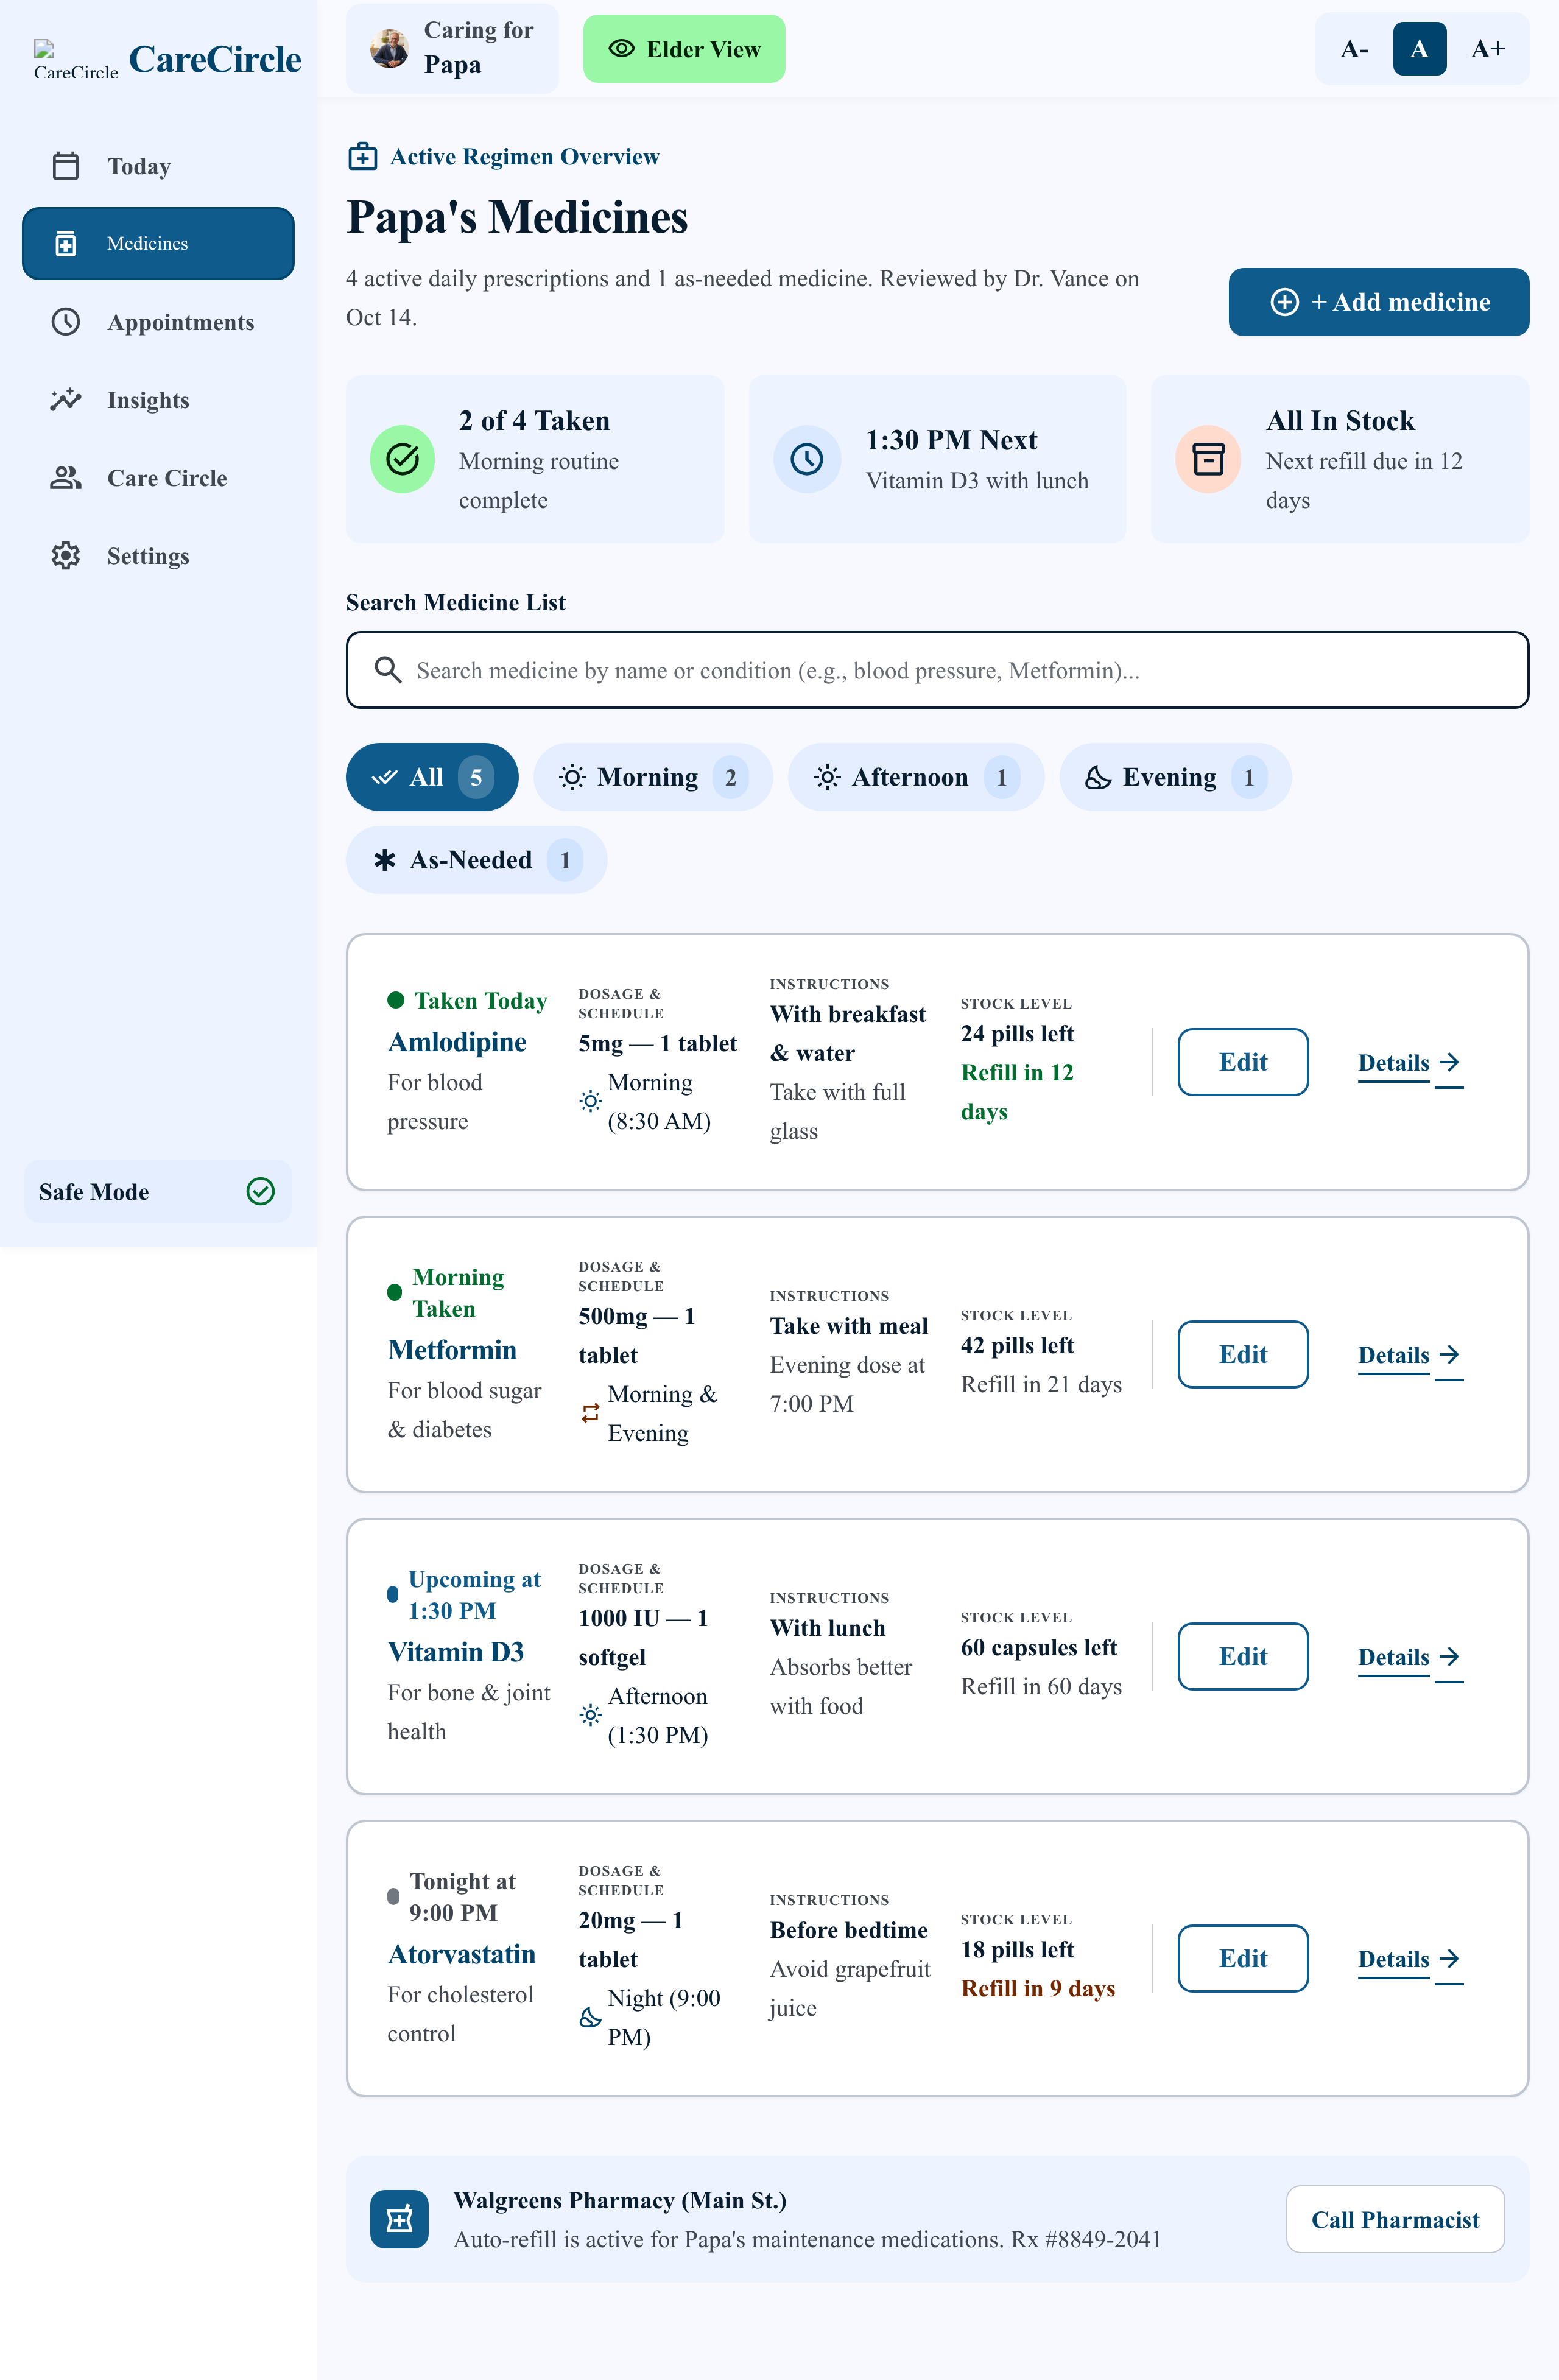 CareCircle
CareCircle
Caring for
Papa
Elder View
A-
A
A+
Today
Medicines
Appointments
Insights
Care Circle
Settings
Safe Mode
Active Regimen Overview
Papa's Medicines
4 active daily prescriptions and 1 as-needed medicine. Reviewed by Dr. Vance on
Oct 14.
+ Add medicine
2 of 4 Taken
Morning routine
complete
1:30 PM Next
Vitamin D3 with lunch
All In Stock
Next refill due in 12
days
Search Medicine List
Search medicine by name or condition (e.g., blood pressure, Metformin)...
All 5
Morning 2
Afternoon 1
Evening 1
As-Needed 1
Taken Today
Amlodipine
For blood
pressure
DOSAGE &
SCHEDULE
5mg — 1 tablet
Morning
(8:30 AM)
INSTRUCTIONS
With breakfast
& water
Take with full
glass
STOCK LEVEL
24 pills left
Refill in 12
days
Edit
Details
Morning
Taken
Metformin
For blood sugar
& diabetes
DOSAGE &
SCHEDULE
500mg — 1
tablet
Morning &
Evening
INSTRUCTIONS
Take with meal
Evening dose at
7:00 PM
STOCK LEVEL
42 pills left
Refill in 21 days
Edit
Details
Upcoming at
1:30 PM
Vitamin D3
For bone & joint
health
DOSAGE &
SCHEDULE
1000 IU — 1
softgel
Afternoon
(1:30 PM)
INSTRUCTIONS
With lunch
Absorbs better
with food
STOCK LEVEL
60 capsules left
Refill in 60 days
Edit
Details
Tonight at
9:00 PM
Atorvastatin
For cholesterol
control
DOSAGE &
SCHEDULE
20mg — 1
tablet
Night (9:00
PM)
INSTRUCTIONS
Before bedtime
Avoid grapefruit
juice
STOCK LEVEL
18 pills left
Refill in 9 days
Edit
Details
Walgreens Pharmacy (Main St.)
Auto-refill is active for Papa's maintenance medications. Rx #8849-2041
Call Pharmacist